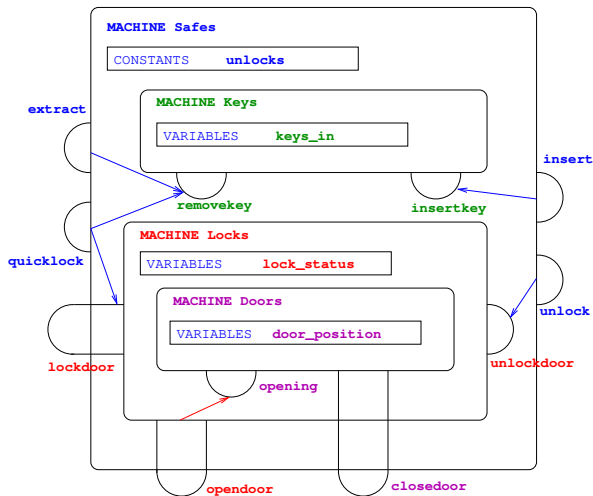 MACHINE Safes
CONSTANTS unlocks
MACHINE Keys
extract
VARIABLES keys_in
insert
removekey
insertkey
MACHINE Locks
quicklock
VARIABLES lock_status
MACHINE Doors
unlock
VARIABLES door_position
lockdoor
unlockdoor
opening
opendoor
closedoor